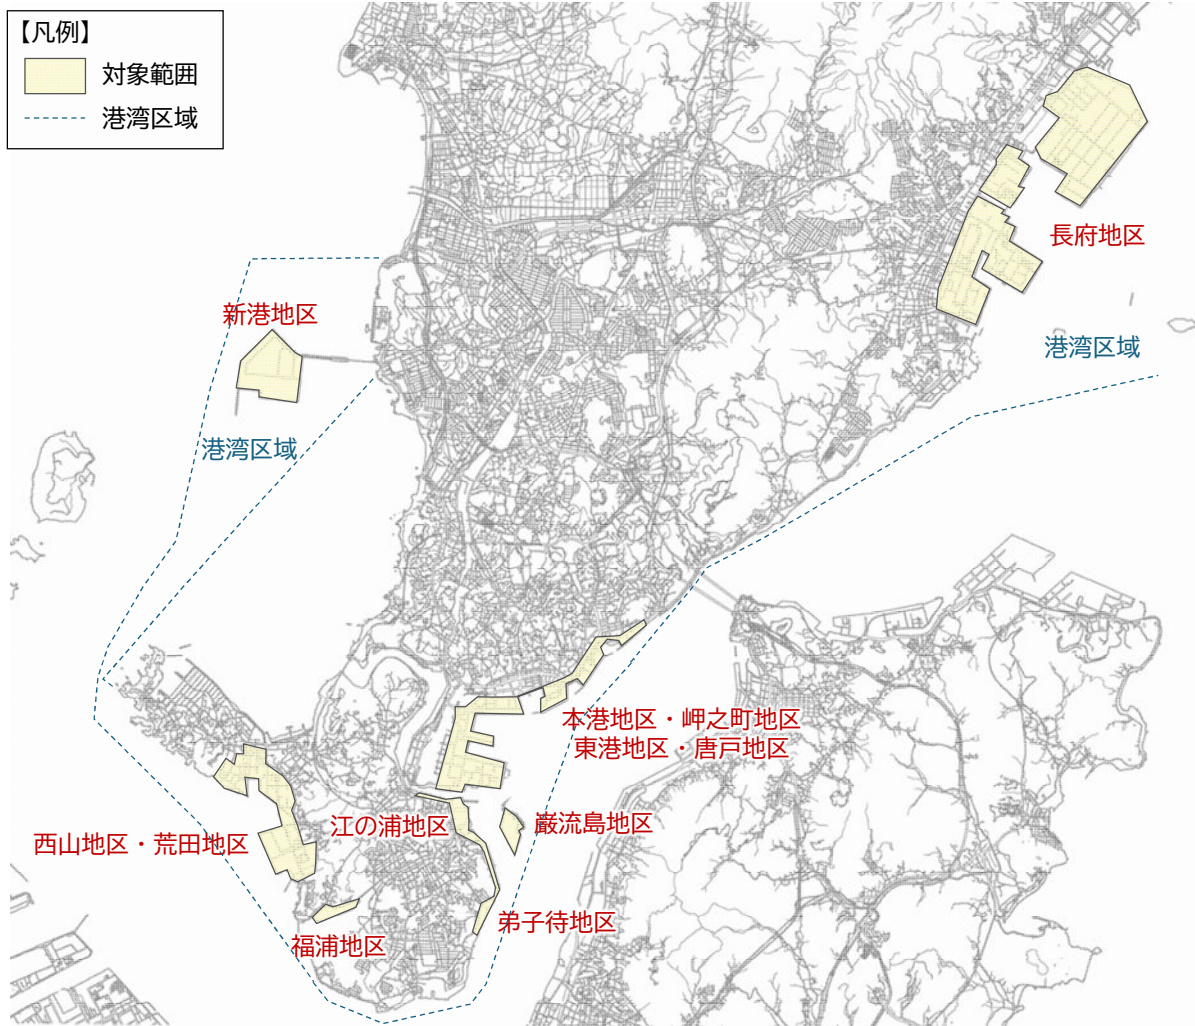 【凡例】
対象範囲
港湾区域
長府地区
新港地区
港湾区域
港湾区域
本港地区・岬之町地区
東港地区・唐戸地区
江の浦地区
巌流島地区
西山地区・荒田地区
弟子待地区
福浦地区